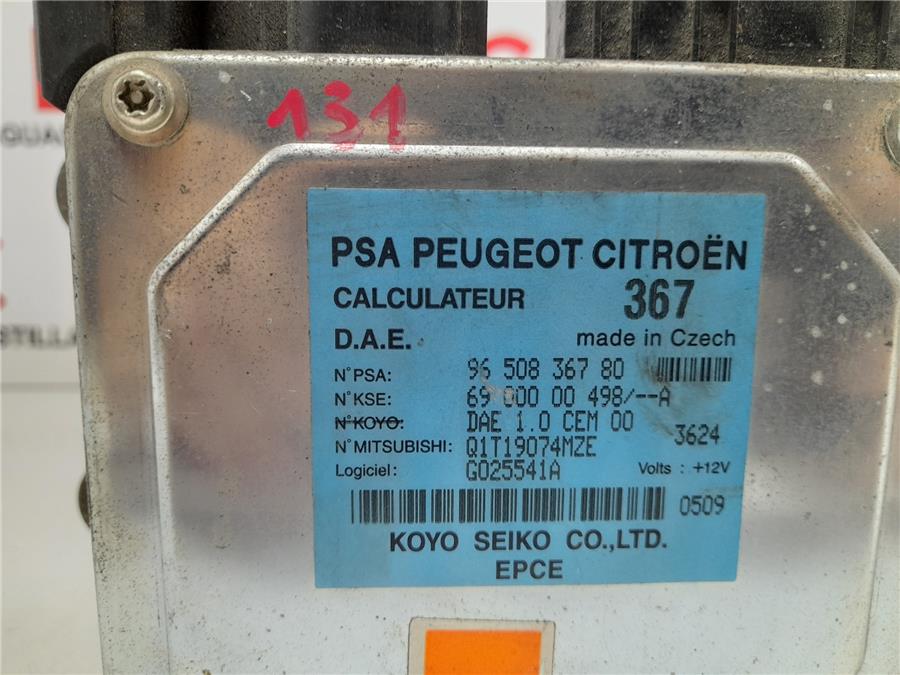 131
PSA PEUGEOT CITROËN
CALCULATEUR 367
D.A.E. made in Czech
N°PSA: 96 508 367 80
N°KSE: 69 000 00 498/--A
N°KOYO: DAE 1.0 CEM 00
N°MITSUBISHI: Q1T19074MZE 3624
Logiciel: G025541A Volts : +12V
0509
KOYO SEIKO CO.,LTD.
EPCE